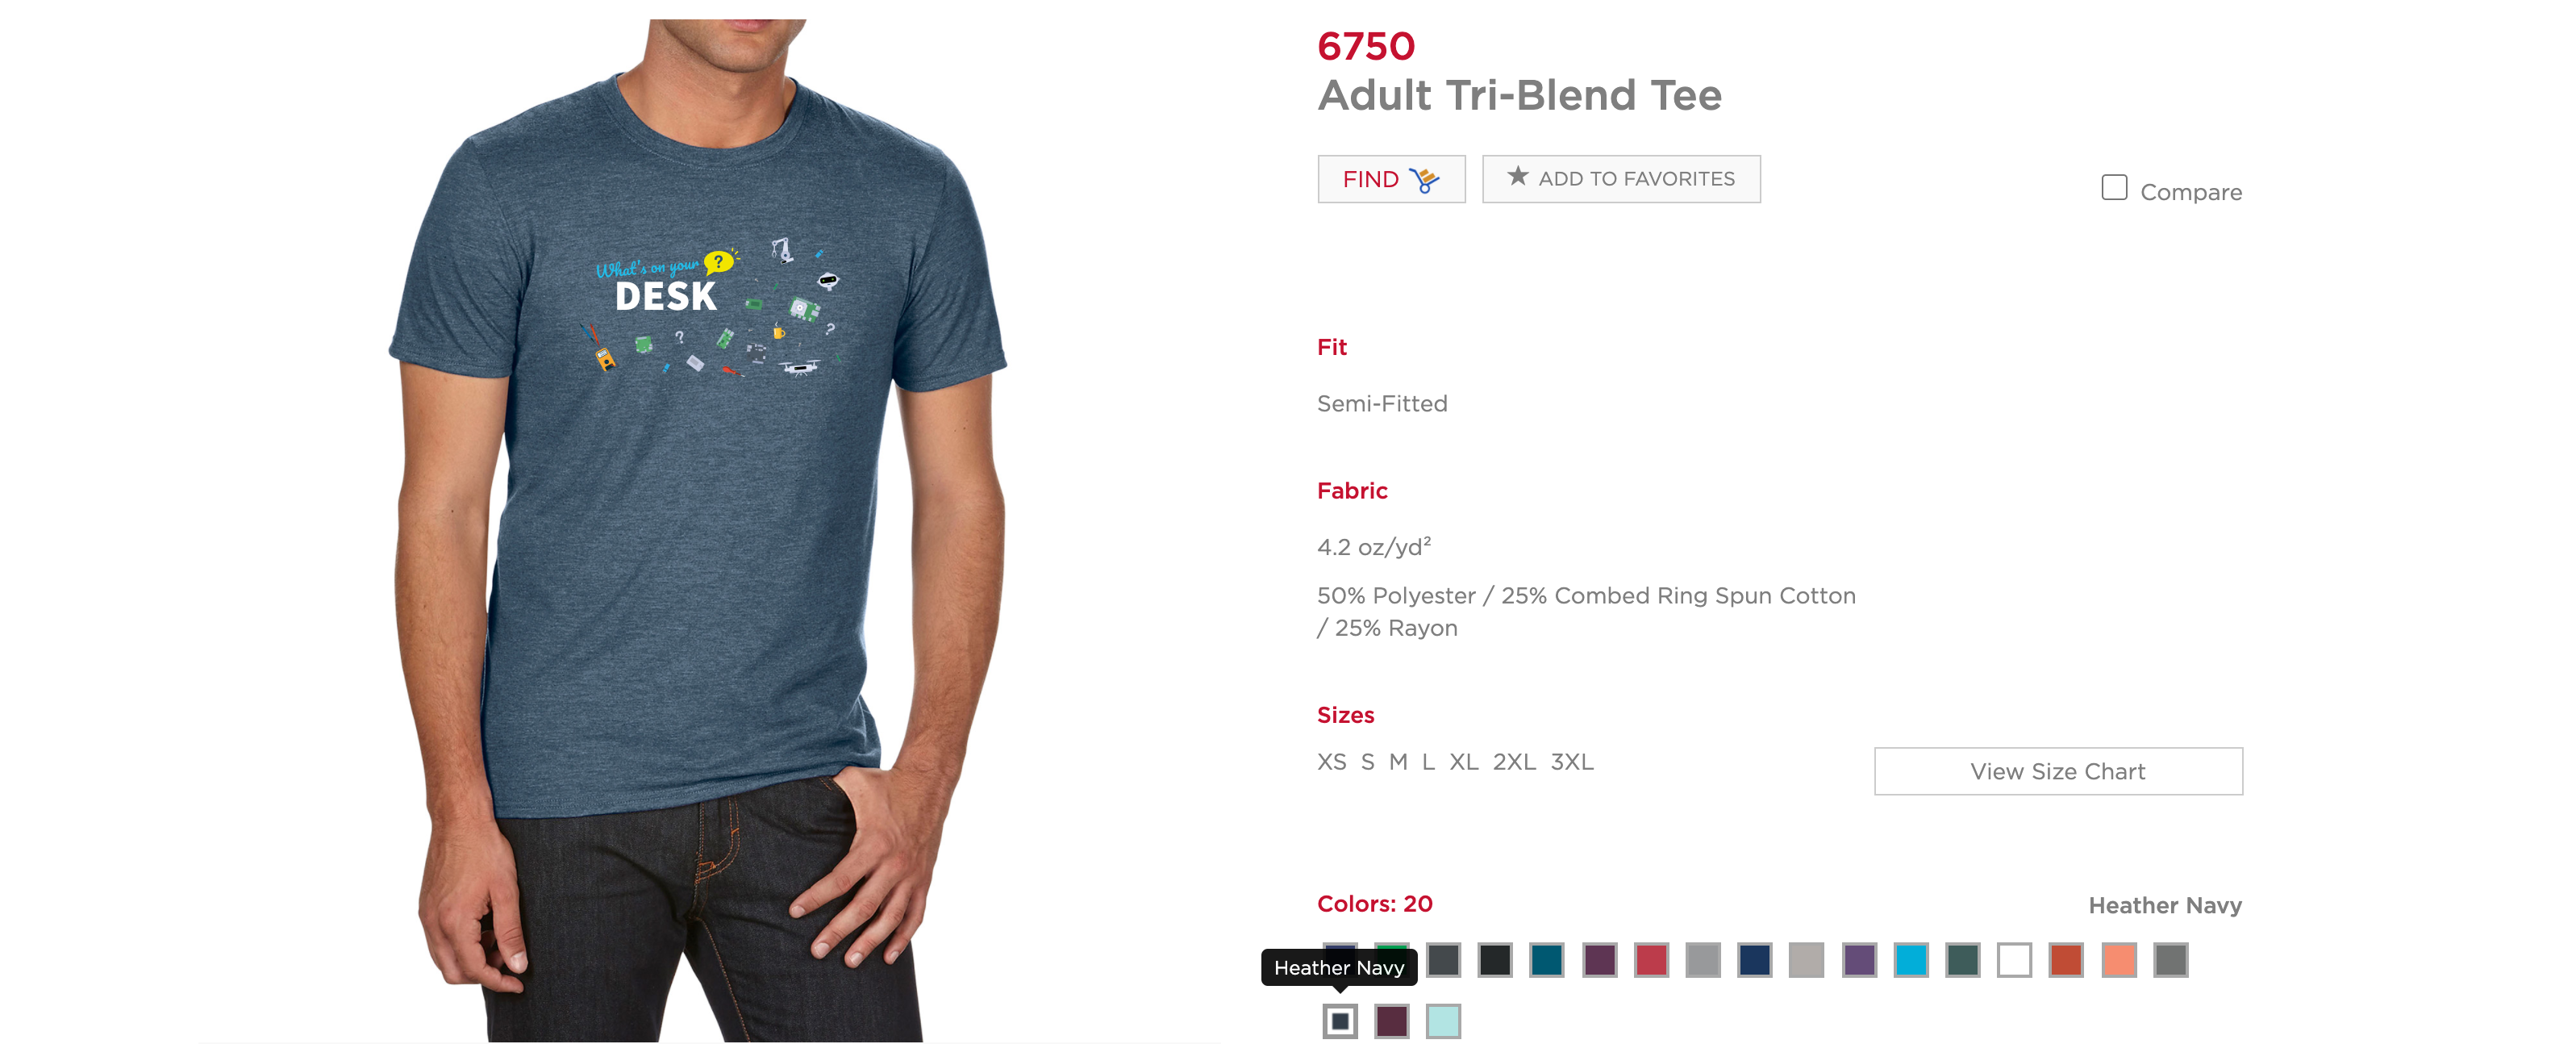 What's on your
?
DESK
?
?
6750
Adult Tri-Blend Tee
FIND
★ ADD TO FAVORITES
Compare
Fit
Semi-Fitted
Fabric
4.2 oz/yd²
50% Polyester / 25% Combed Ring Spun Cotton
/ 25% Rayon
Sizes
XS S M L XL 2XL 3XL
View Size Chart
Colors: 20
Heather Navy
Heather Navy